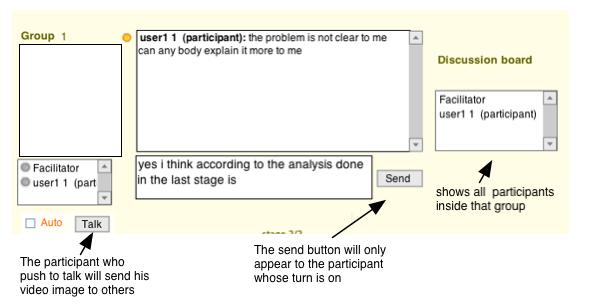 Group 1
user1 1 (participant): the problem is not clear to me
can any body explain it more to me
Discussion board
Facilitator
user1 1 (participant)
Facilitator
user1 1 (part
yes i think according to the analysis done
in the last stage is
Send
Auto
Talk
shows all participants
inside that group
The send button will only
appear to the participant
whose turn is on
The participant who
push to talk will send his
video image to others